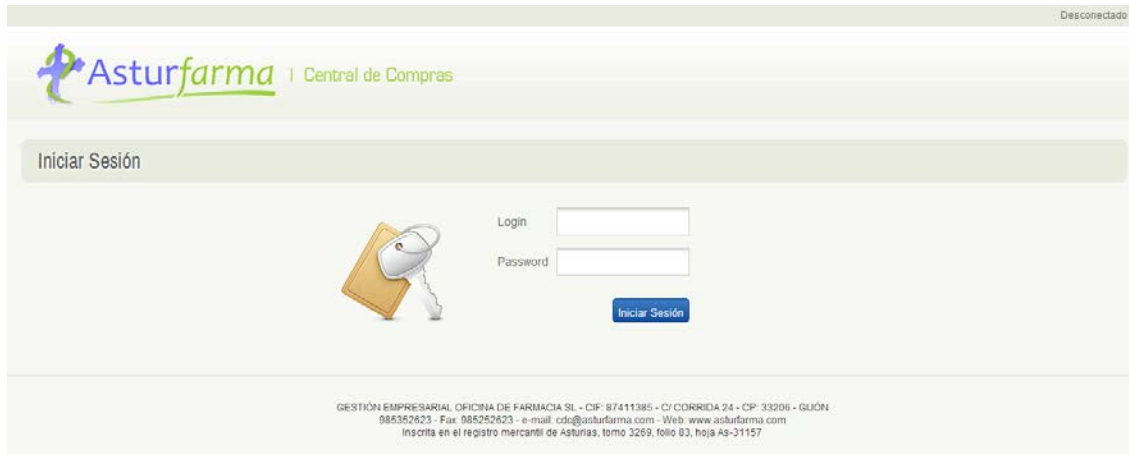 Desconectado
Asturfarma | Central de Compras
Iniciar Sesión
Login
Password
Iniciar Sesión
GESTIÓN EMPRESARIAL OFICINA DE FARMACIA SL - CIF: 87411385 - C/ CORRIDA 24 - CP: 33206 - GIJÓN
985352623 - Fax: 985252623 - e-mail: cdc@asturfarma.com - Web: www.asturfarma.com
Inscrita en el registro mercantil de Asturias, tomo 3269, folio 83, hoja As-31157